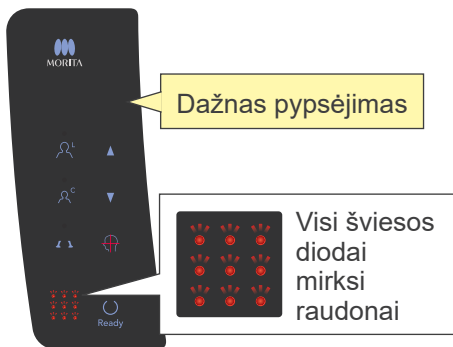 MORITA
Dažnas pypsėjimas
L
C
Visi šviesos
diodai
mirksi
raudonai
Ready